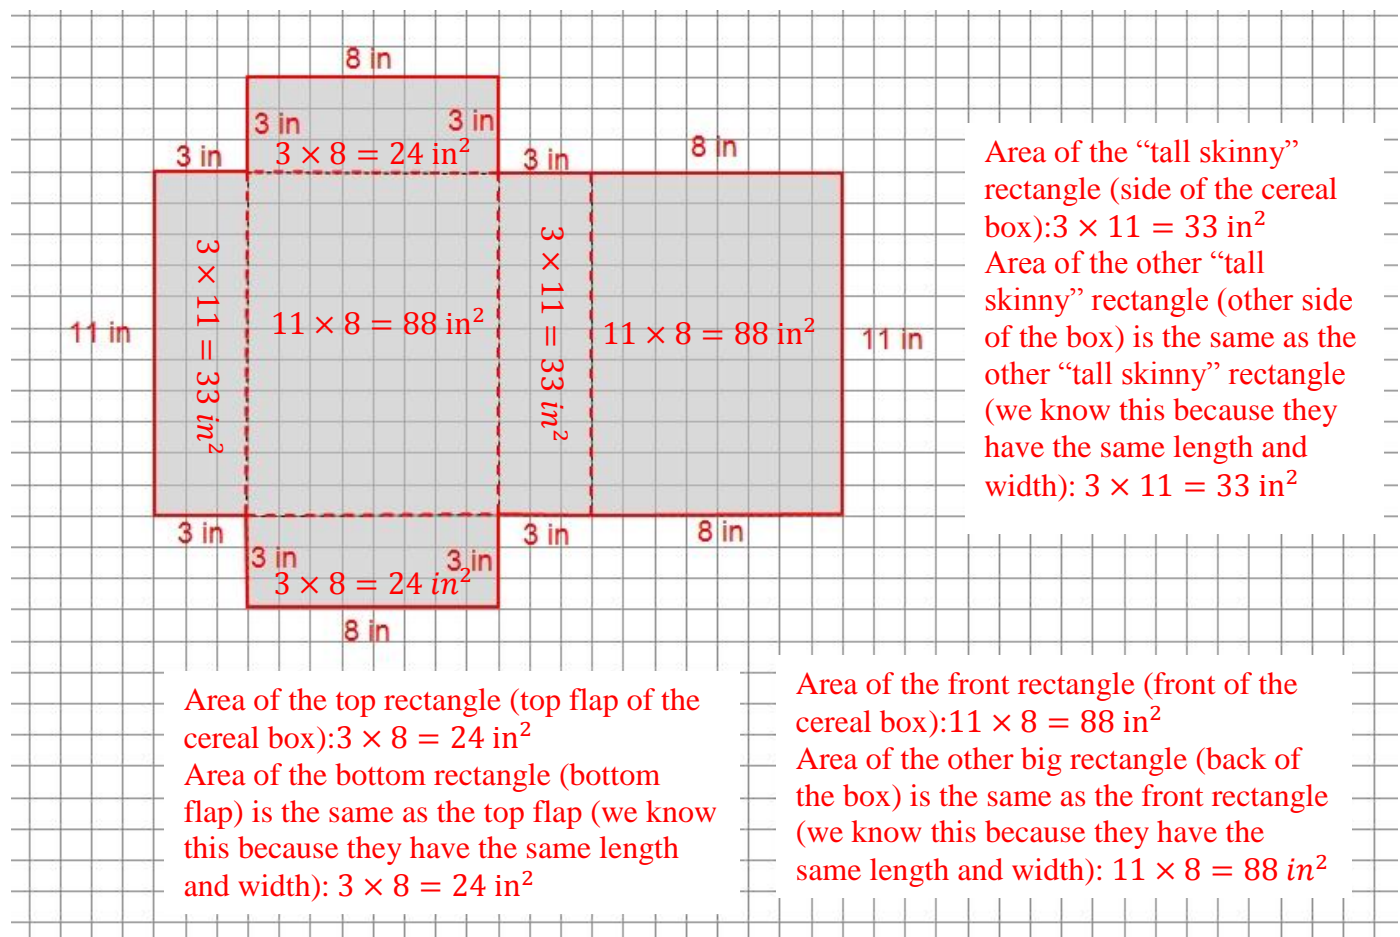 8 in
3 in 3 in
3 × 8 = 24 in²
3 in 3 in 8 in
3 × 11 = 33 in²
11 × 8 = 88 in²
3 × 11 = 33 in²
11 × 8 = 88 in²
11 in 11 in
3 in 3 in 8 in
3 in 3 in
3 × 8 = 24 in²
8 in
Area of the “tall skinny”
rectangle (side of the cereal
box):3 × 11 = 33 in²
Area of the other “tall
skinny” rectangle (other side
of the box) is the same as the
other “tall skinny” rectangle
(we know this because they
have the same length and
width): 3 × 11 = 33 in²
Area of the top rectangle (top flap of the
cereal box):3 × 8 = 24 in²
Area of the bottom rectangle (bottom
flap) is the same as the top flap (we know
this because they have the same length
and width): 3 × 8 = 24 in²
Area of the front rectangle (front of the
cereal box):11 × 8 = 88 in²
Area of the other big rectangle (back of
the box) is the same as the front rectangle
(we know this because they have the
same length and width): 11 × 8 = 88 in²